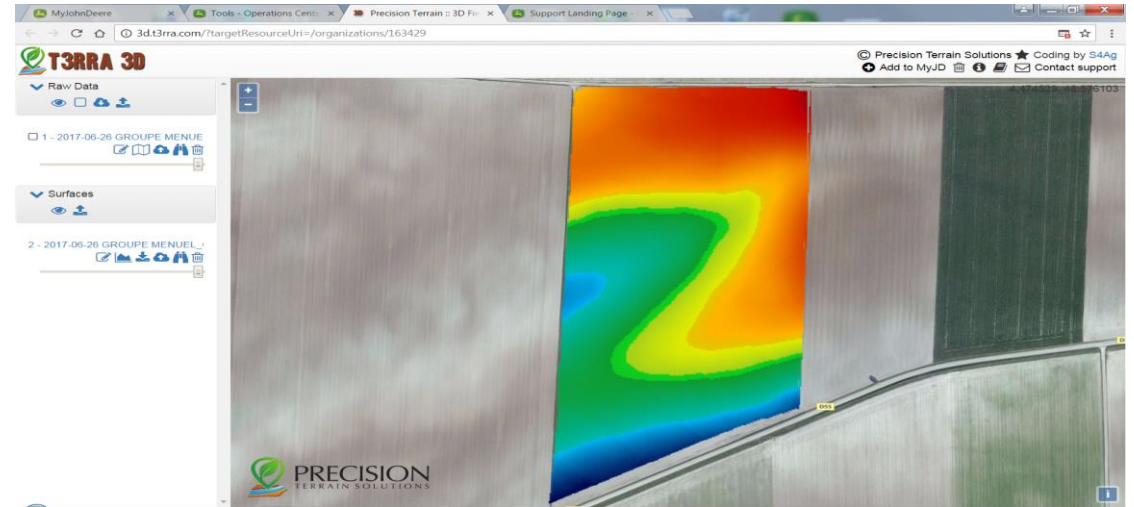 MyJohnDeere
Tools - Operations Cent
Precision Terrain :: 3D Fi
Support Landing Page -
3d.t3rra.com/?targetResourceUri=/organizations/163429
T3RRA 3D
© Precision Terrain Solutions ★ Coding by S4Ag
Add to MyJD
Contact support
Raw Data
1 - 2017-06-26 GROUPE MENUE
Surfaces
2 - 2017-06-26 GROUPE MENUEL_
D55
PRECISION
TERRAIN SOLUTIONS